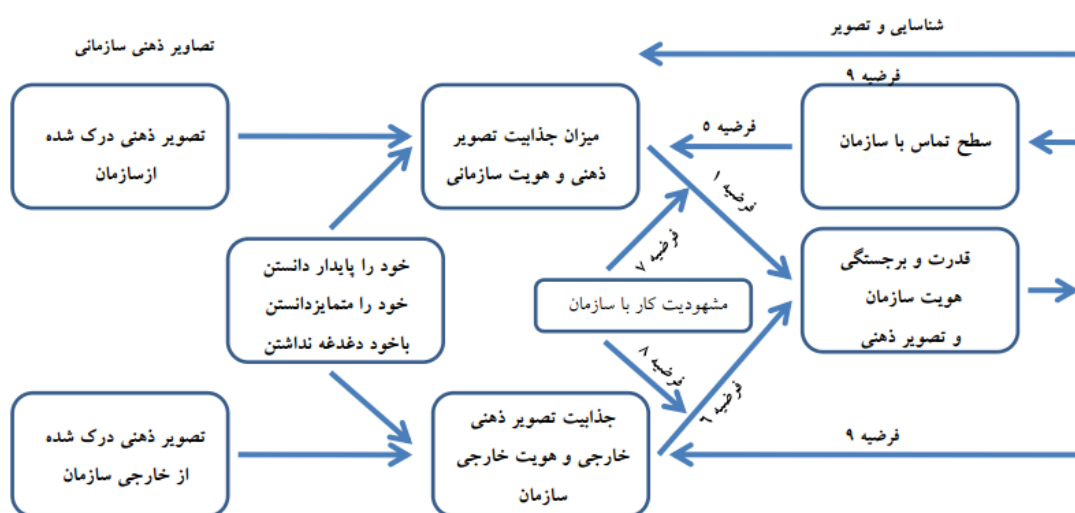 شناسایی و تصویر
تصاویر ذهنی سازمانی
فرضیه ۹
سطح تماس با سازمان
فرضیه ۵
میزان جذابیت تصویر
ذهنی و هویت سازمانی
تصویر ذهنی درک شده
ازسازمان
فرضیه ۱
فرضیه ۷
قدرت و برجستگی
هویت سازمان
و تصویر ذهنی
مشهودیت کار با سازمان
خود را پایدار دانستن
خود را متمایزدانستن
باخود دغدغه نداشتن
فرضیه ۸
فرضیه ٦
فرضیه ۹
جذابیت تصویر ذهنی
خارجی و هویت خارجی
سازمان
تصویر ذهنی درک شده
از خارجی سازمان